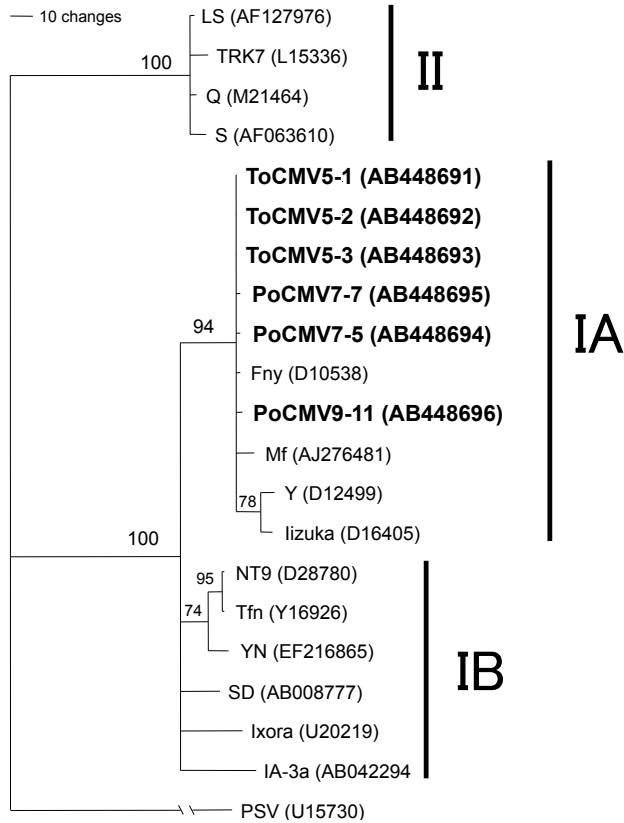 10 changes
LS (AF127976)
TRK7 (L15336)
100
II
Q (M21464)
S (AF063610)
ToCMV5-1 (AB448691)
ToCMV5-2 (AB448692)
ToCMV5-3 (AB448693)
PoCMV7-7 (AB448695)
94
PoCMV7-5 (AB448694)
IA
Fny (D10538)
PoCMV9-11 (AB448696)
Mf (AJ276481)
78
Y (D12499)
Iizuka (D16405)
100
95
NT9 (D28780)
74
Tfn (Y16926)
YN (EF216865)
IB
SD (AB008777)
Ixora (U20219)
IA-3a (AB042294
PSV (U15730)